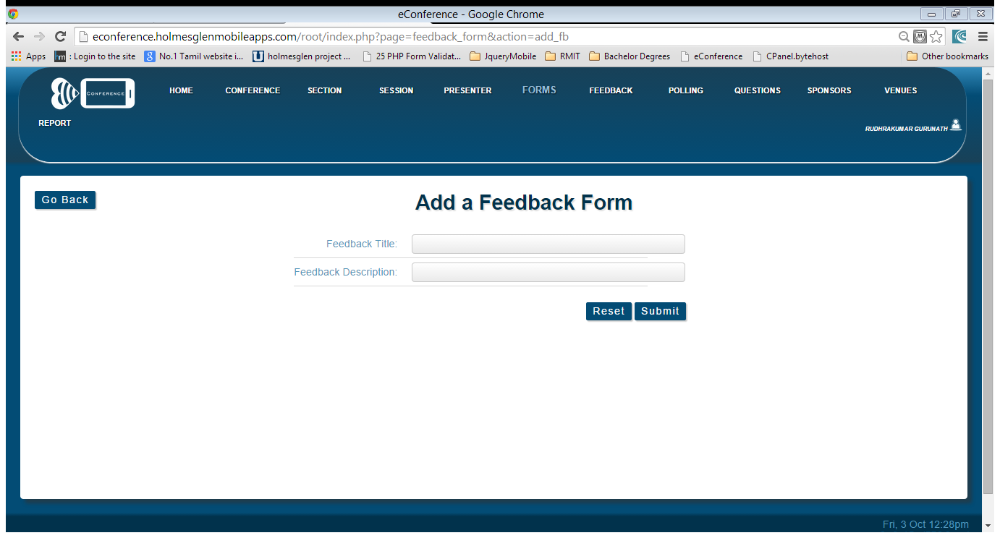 eConference - Google Chrome
econference.holmesglenmobileapps.com/root/index.php?page=feedback_form&action=add_fb
Apps hm : Login to the site 8 No.1 Tamil website i... U holmesglen project ... 25 PHP Form Validat... JqueryMobile RMIT Bachelor Degrees eConference CPanel.bytehost Other bookmarks
CONFERENCE HOME CONFERENCE SECTION SESSION PRESENTER FORMS FEEDBACK POLLING QUESTIONS SPONSORS VENUES
REPORT
RUDHRAKUMAR GURUNATH
Go Back
Add a Feedback Form
Feedback Title:
Feedback Description:
Reset Submit
Fri, 3 Oct 12:28pm